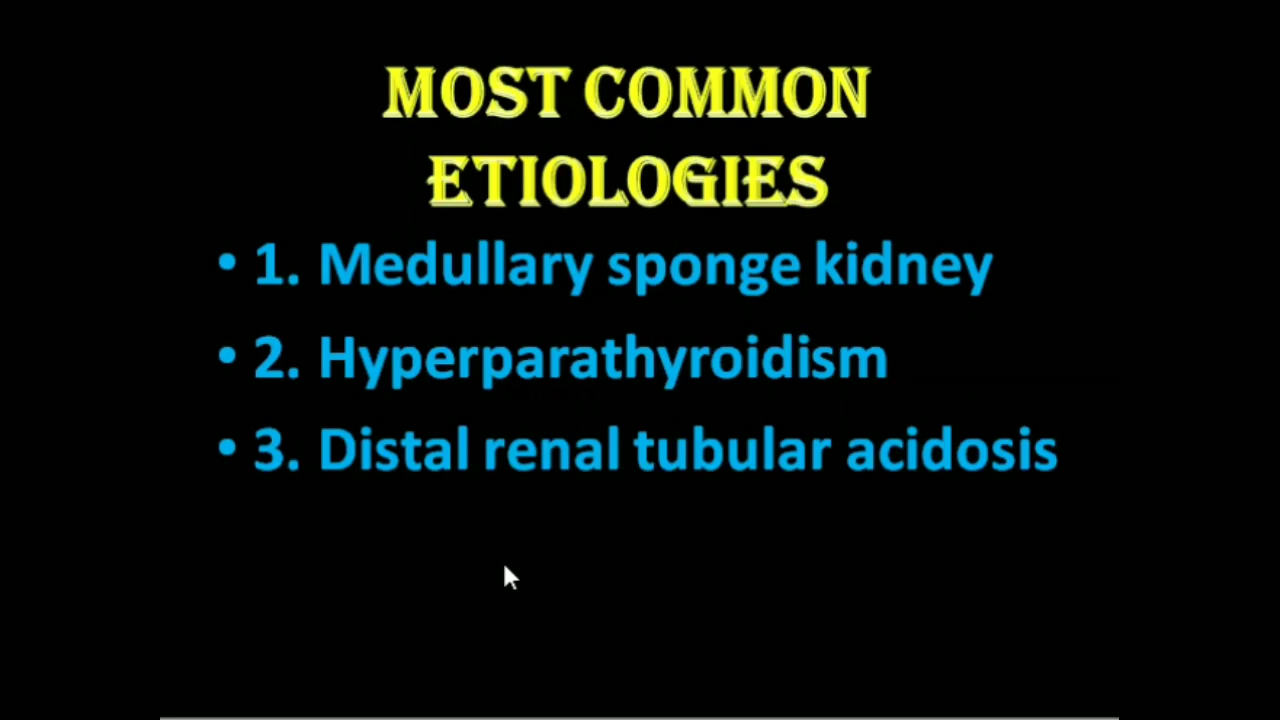 MOST COMMON
ETIOLOGIES
• 1. Medullary sponge kidney
• 2. Hyperparathyroidism
• 3. Distal renal tubular acidosis